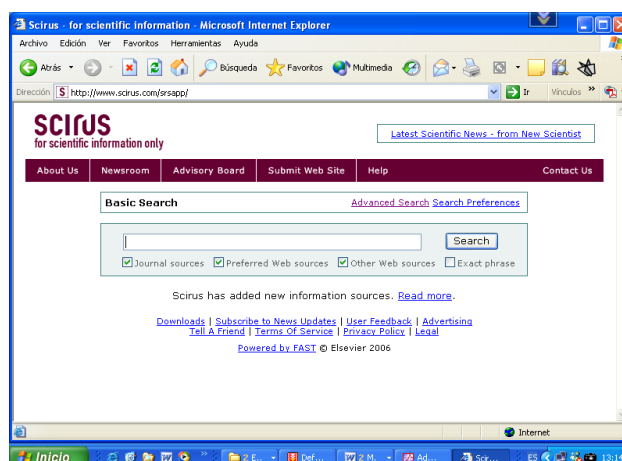 Scirus - for scientific information - Microsoft Internet Explorer
Archivo Edición Ver Favoritos Herramientas Ayuda
Atrás Búsqueda Favoritos Multimedia
Dirección http://www.scirus.com/srsapp/ Ir Vínculos »
scirus
for scientific information only
Latest Scientific News - from New Scientist
About Us Newsroom Advisory Board Submit Web Site Help Contact Us
Basic Search Advanced Search Search Preferences
Search
Journal sources Preferred Web sources Other Web sources Exact phrase
Scirus has added new information sources. Read more.
Downloads | Subscribe to News Updates | User Feedback | Advertising
Tell A Friend | Terms Of Service | Privacy Policy | Legal
Powered by FAST © Elsevier 2006
Internet
Inicio » 2 E... Def... 2 M. Ad... Scir... ES 13:14